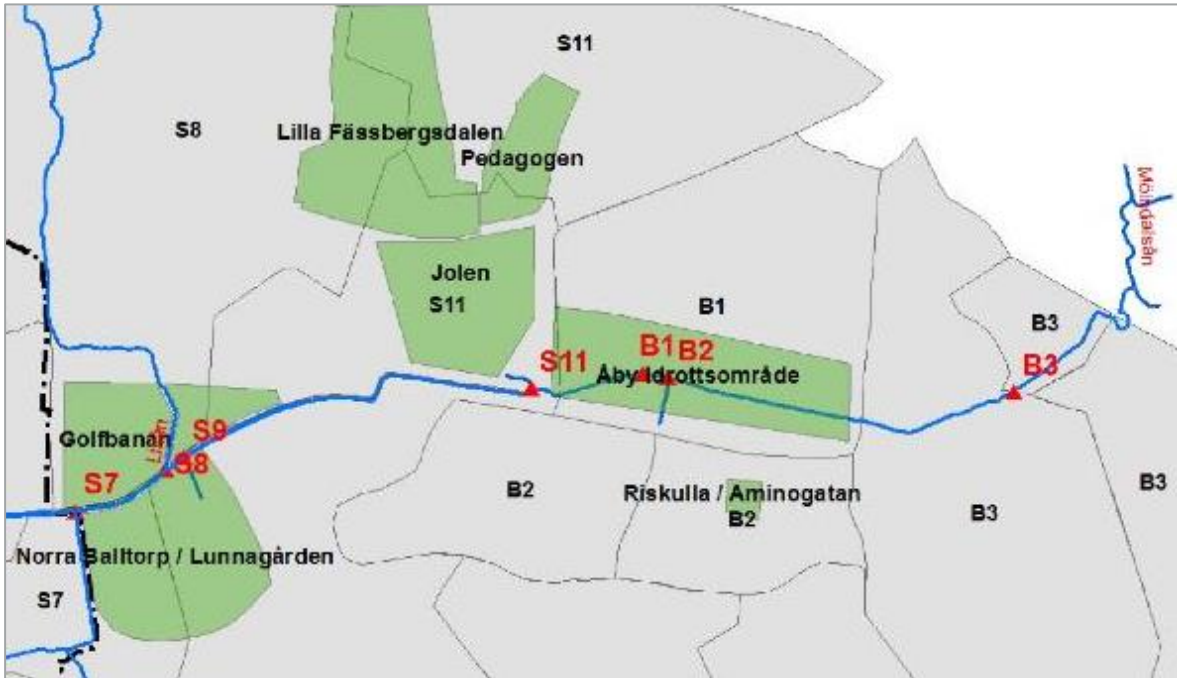 S11
S8
Lilla Fässbergsdalen
Pedagogen
Mölndalsån
Jolen
S11
B1
B3
S11
B1
B2
B3
Åby Idrottsområde
Golfbanan
S9
S8
S7
B2
Riskulla / Aminogatan
B2
B3
B3
Norra Balltorp / Lunnagården
S7